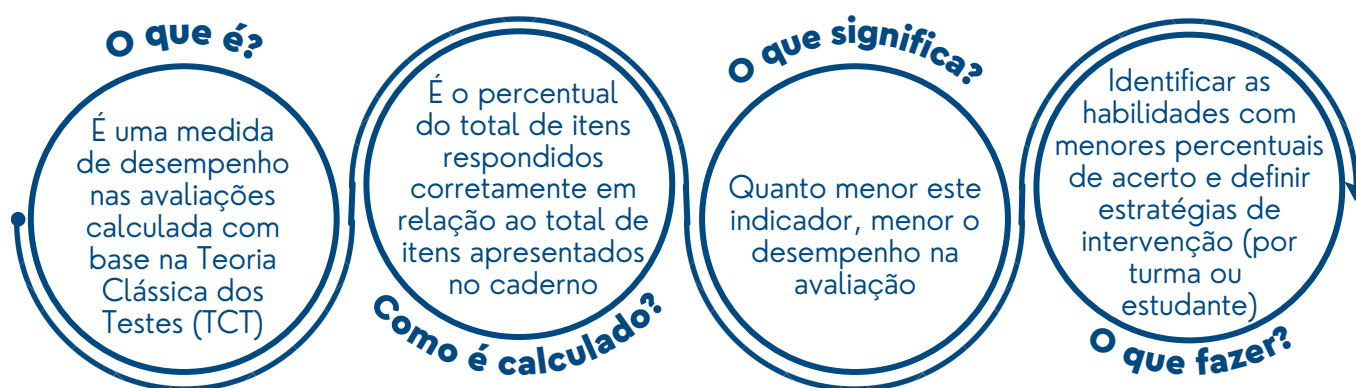 O que é?
É uma medida
de desempenho
nas avaliações
calculada com
base na Teoria
Clássica dos
Testes (TCT)
É o percentual
do total de itens
respondidos
corretamente em
relação ao total de
itens apresentados
no caderno
Como é calculado?
O que significa?
Quanto menor este
indicador, menor o
desempenho na
avaliação
Identificar as
habilidades com
menores percentuais
de acerto e definir
estratégias de
intervenção (por
turma ou
estudante)
O que fazer?